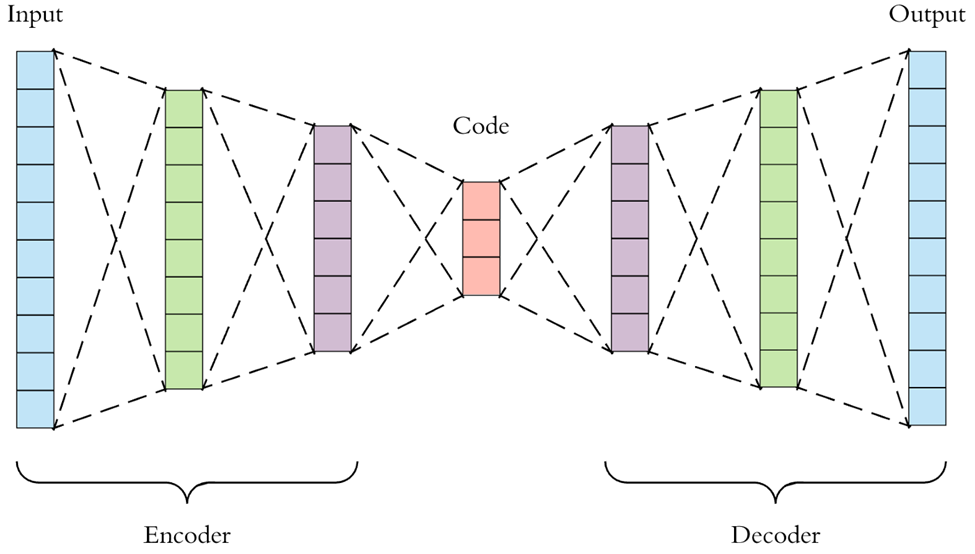 Input
Output
Code
Encoder
Decoder